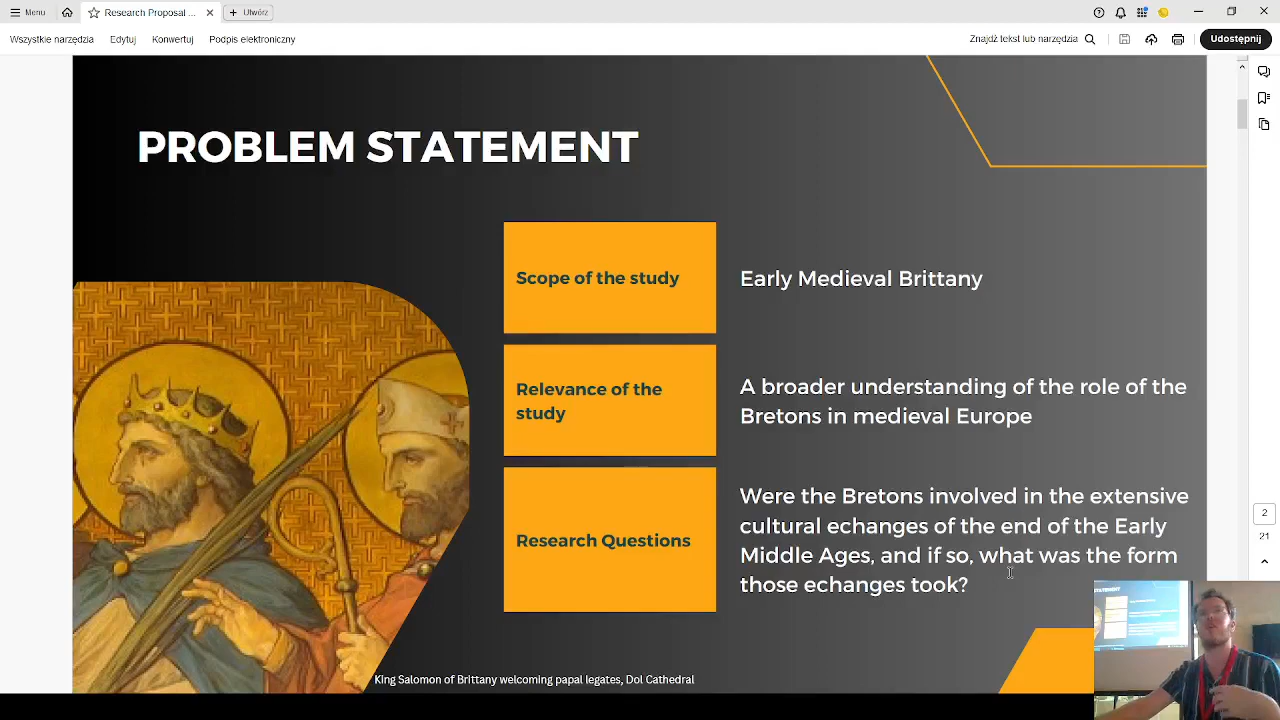 Menu
Research Proposal ...
Utwórz
Wszystkie narzędzia
Edytuj
Konwertuj
Podpis elektroniczny
Znajdź tekst lub narzędzia
Udostępnij
PROBLEM STATEMENT
Scope of the study
Early Medieval Brittany
Relevance of the
study
A broader understanding of the role of the
Bretons in medieval Europe
Research Questions
Were the Bretons involved in the extensive
cultural echanges of the end of the Early
Middle Ages, and if so, what was the form
those echanges took?
King Salomon of Brittany welcoming papal legates, Dol Cathedral
2
21